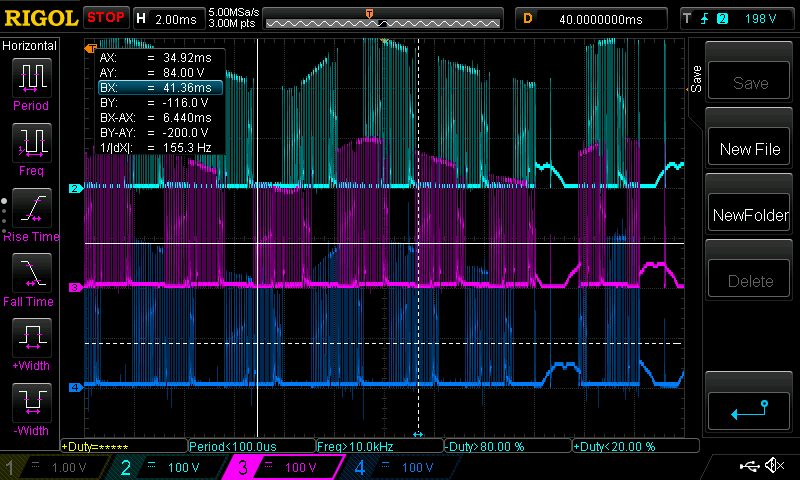 RIGOL STOP H 2.00ms 5.00MSa/s 3.00M pts D 40.0000000ms T 2 198 V
T
Horizontal
Period
Freq
Rise Time
Fall Time
+Width
-Width
T
AX: = 34.92ms
AY: = 84.00 V
BX: = 41.36ms
BY: = -116.0 V
BX-AX: = 6.440ms
BY-AY: = -200.0 V
1/|dX|: = 155.3 Hz
2
3
4
Save
Save
New File
NewFolder
Delete
+Duty=***** Period<100.0us Freq>10.0kHz -Duty>80.00 % +Duty<20.00 %
1 = 1.00 V 2 = 100 V 3 = 100 V 4 = 100 V